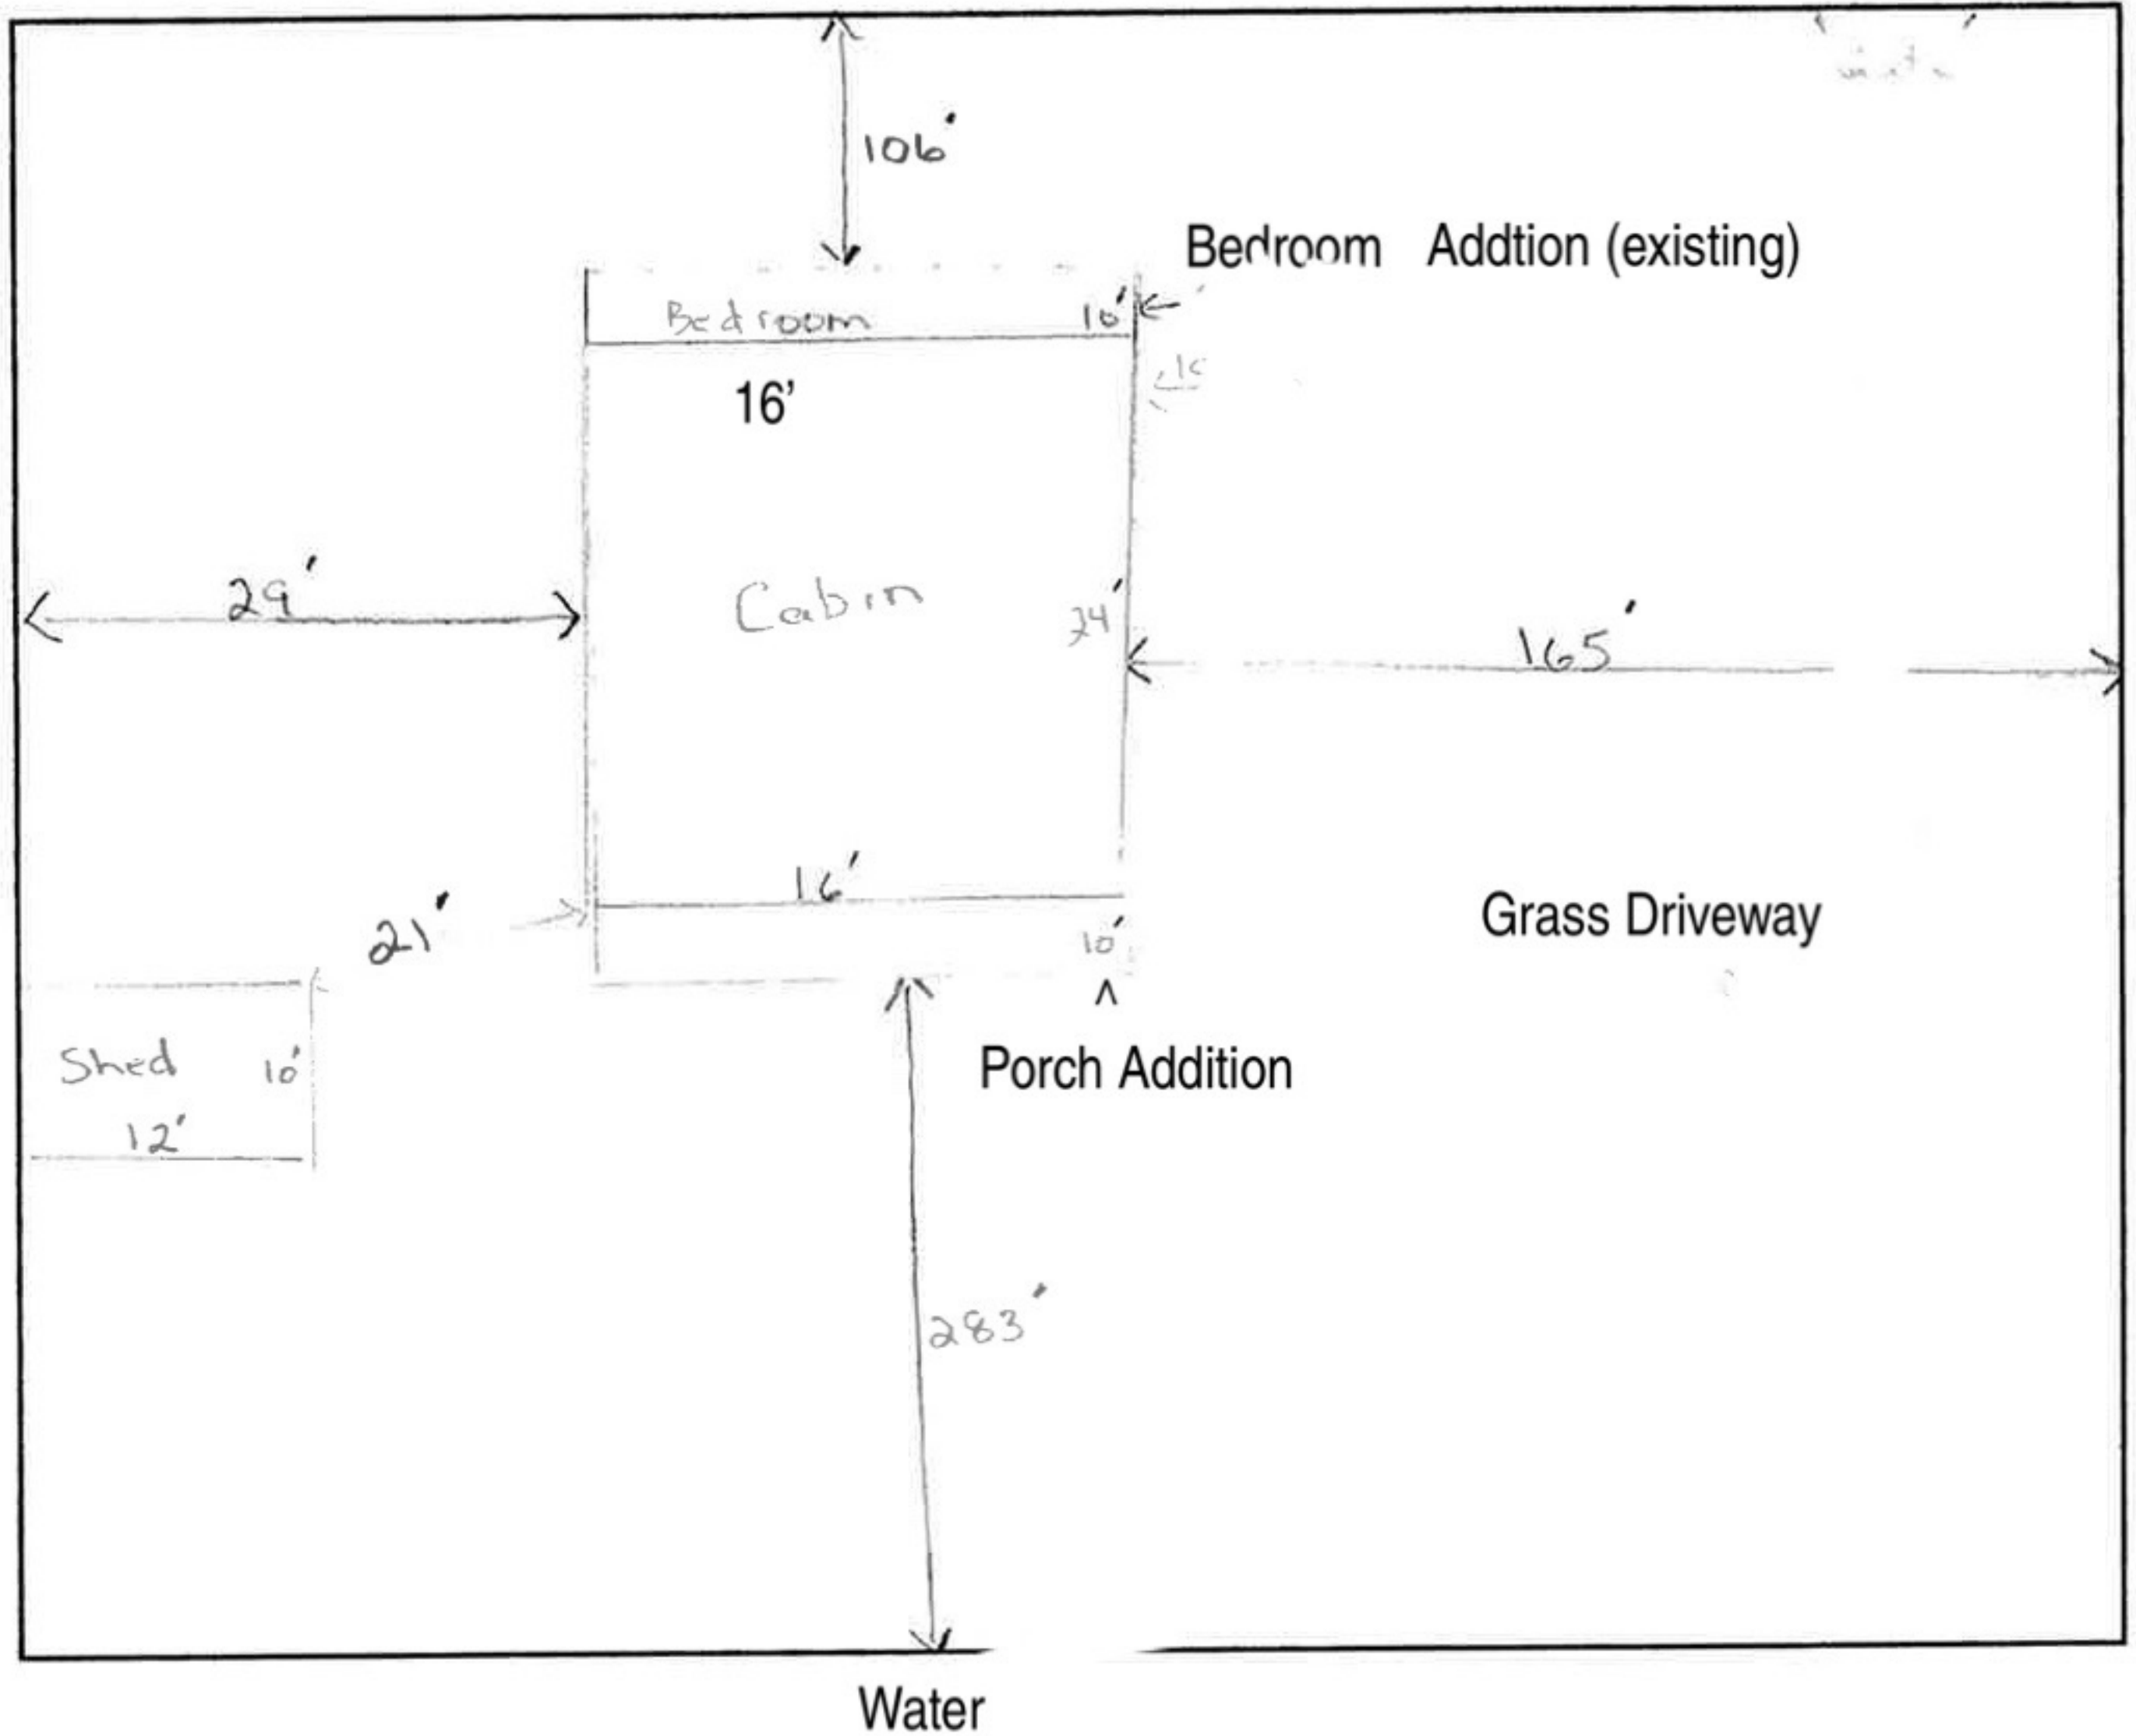 106'
Bedroom Addtion (existing)
Bedroom 10'
16'
29'
Cabin
24'
165'
16'
21'
10'
Grass Driveway
Shed 10'
12'
Porch Addition
283'
Water